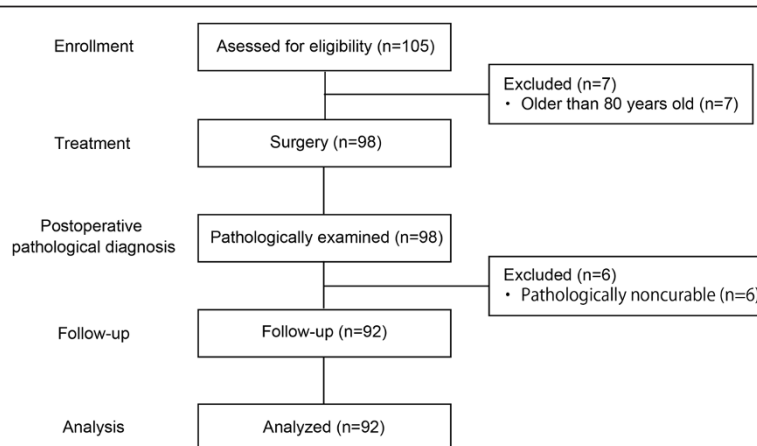 Enrollment
Asessed for eligibility (n=105)
Excluded (n=7)
・ Older than 80 years old (n=7)
Treatment
Surgery (n=98)
Postoperative
pathological diagnosis
Pathologically examined (n=98)
Excluded (n=6)
・ Pathologically noncurable (n=6)
Follow-up
Follow-up (n=92)
Analysis
Analyzed (n=92)